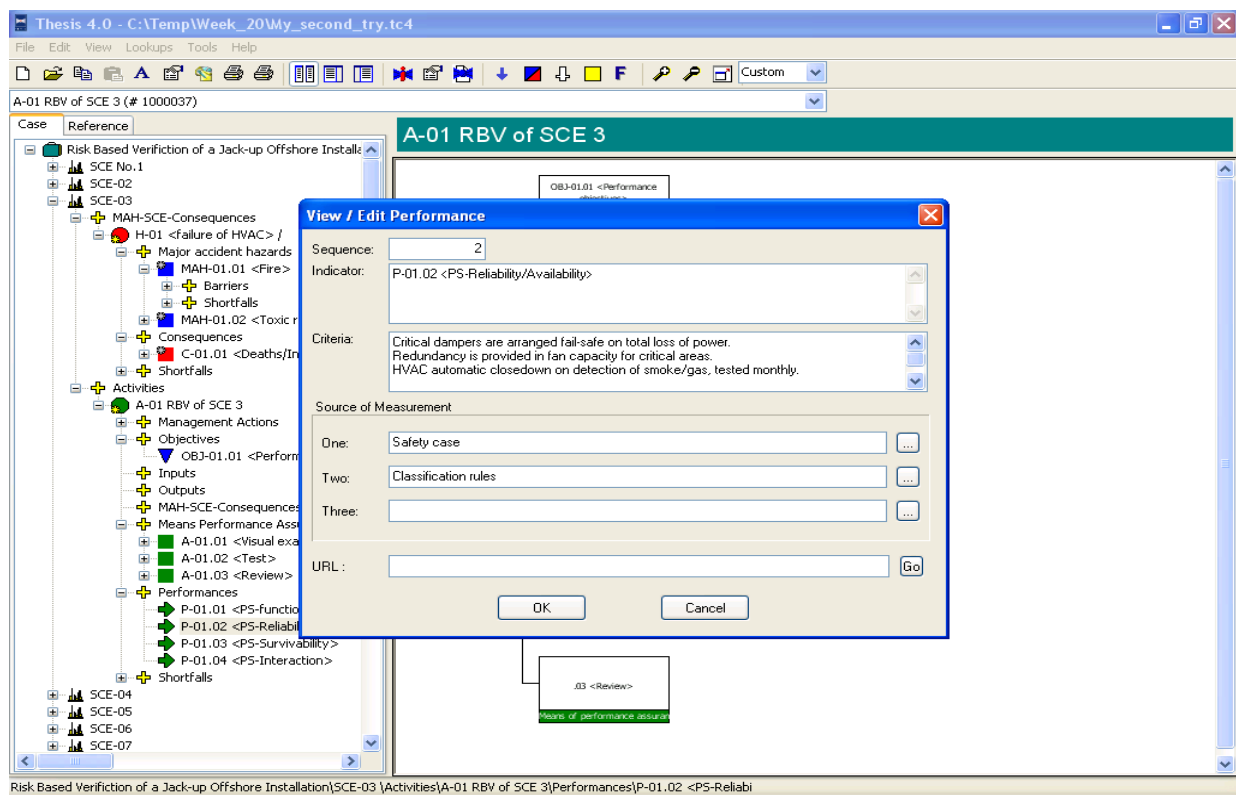 Thesis 4.0 - C:\Temp\Week_20\My_second_try.tc4
File Edit View Lookups Tools Help
Custom
A-01 RBV of SCE 3 (# 1000037)
Case Reference
Risk Based Verifiction of a Jack-up Offshore Installa
SCE No.1
SCE-02
SCE-03
MAH-SCE-Consequences
H-01 <failure of HVAC> /
Major accident hazards
MAH-01.01 <Fire>
Barriers
Shortfalls
MAH-01.02 <Toxic r
Consequences
C-01.01 <Deaths/In
Shortfalls
Activities
A-01 RBV of SCE 3
Management Actions
Objectives
OBJ-01.01 <Perform
Inputs
Outputs
MAH-SCE-Consequences
Means Performance Assu
A-01.01 <Visual exa
A-01.02 <Test>
A-01.03 <Review>
Performances
P-01.01 <PS-functio
P-01.02 <PS-Reliabil
P-01.03 <PS-Survivability>
P-01.04 <PS-Interaction>
Shortfalls
SCE-04
SCE-05
SCE-06
SCE-07
A-01 RBV of SCE 3
OBJ-01.01 <Performance
objectives>
View / Edit Performance
Sequence: 2
Indicator: P-01.02 <PS-Reliability/Availability>
Criteria: Critical dampers are arranged fail-safe on total loss of power.
Redundancy is provided in fan capacity for critical areas.
HVAC automatic closedown on detection of smoke/gas, tested monthly.
Source of Measurement
One: Safety case ...
Two: Classification rules ...
Three: ...
URL : Go
OK Cancel
.03 <Review>
Means of performance assuran
Risk Based Verifiction of a Jack-up Offshore Installation\SCE-03 \Activities\A-01 RBV of SCE 3\Performances\P-01.02 <PS-Reliabi